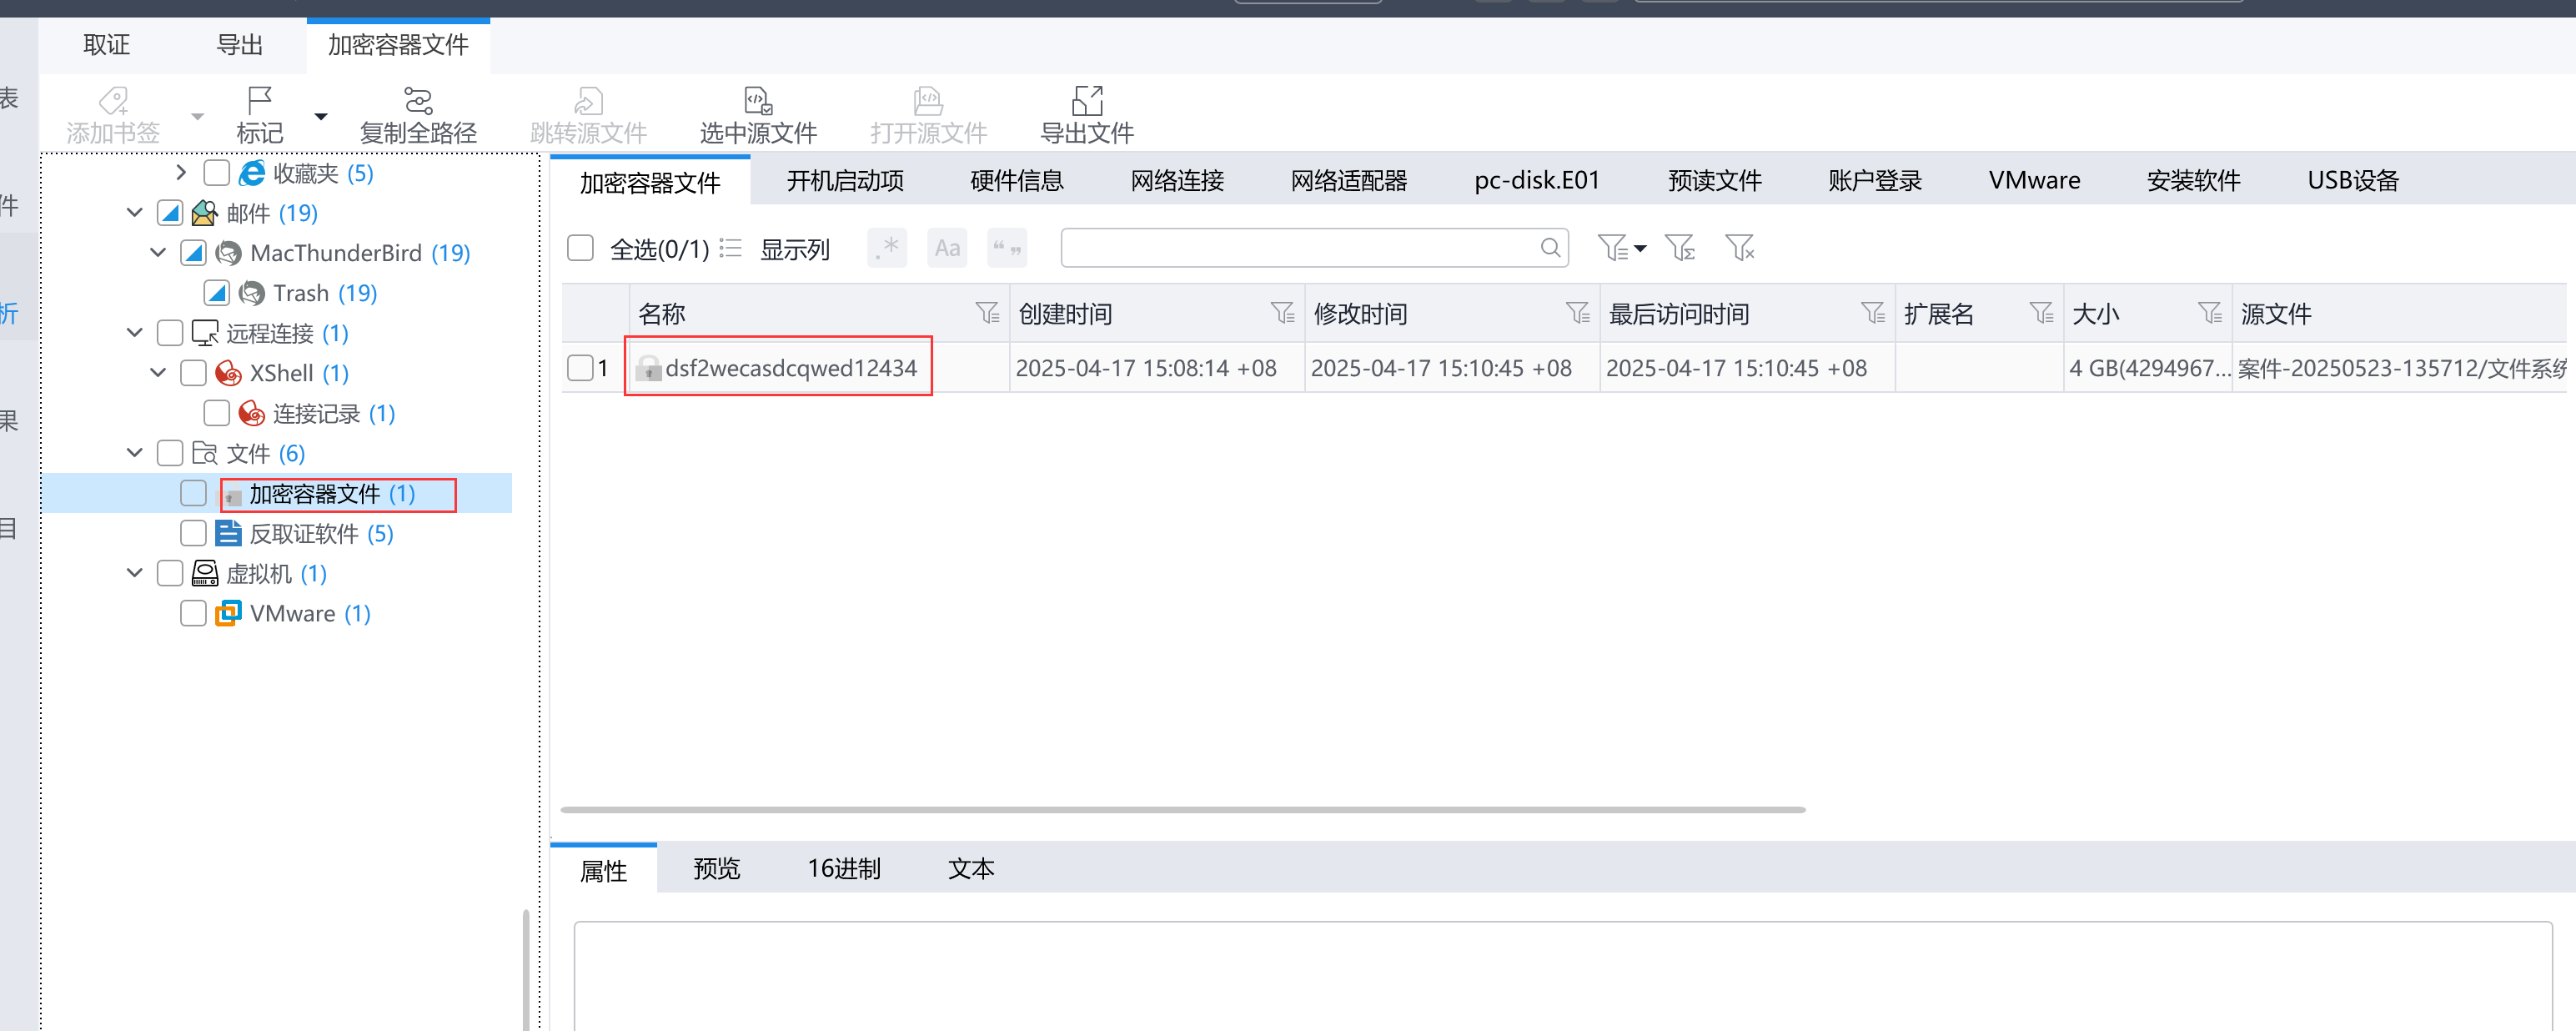 取证 导出 加密容器文件
添加书签 标记 复制全路径 跳转源文件 选中源文件 打开源文件 导出文件
表
件
析
果
目
收藏夹 (5)
邮件 (19)
MacThunderBird (19)
Trash (19)
远程连接 (1)
XShell (1)
连接记录 (1)
文件 (6)
加密容器文件 (1)
反取证软件 (5)
虚拟机 (1)
VMware (1)
加密容器文件 开机启动项 硬件信息 网络连接 网络适配器 pc-disk.E01 预读文件 账户登录 VMware 安装软件 USB设备
全选(0/1) 显示列 .* Aa “ ”
名称 创建时间 修改时间 最后访问时间 扩展名 大小 源文件
1 dsf2wecasdcqwed12434 2025-04-17 15:08:14 +08 2025-04-17 15:10:45 +08 2025-04-17 15:10:45 +08 4 GB(4294967... 案件-20250523-135712/文件系统
属性 预览 16进制 文本